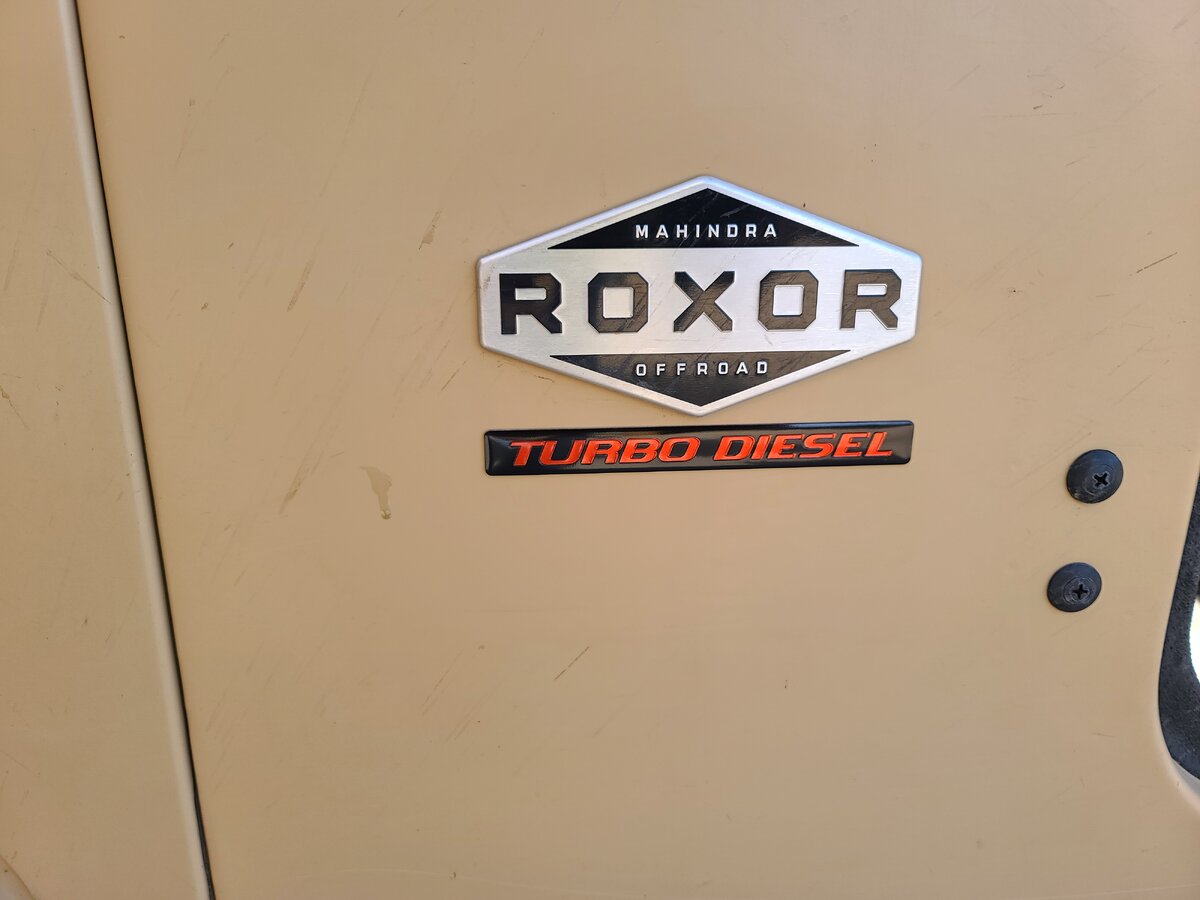 MAHINDRA
ROXOR
OFFROAD
TURBO DIESEL